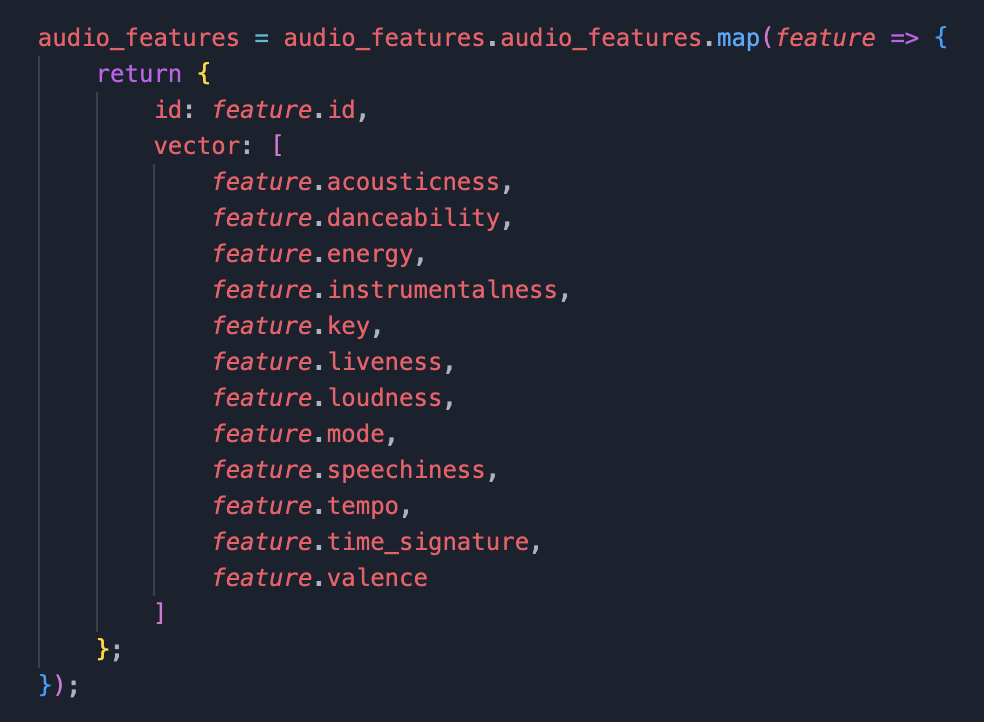 audio_features = audio_features.audio_features.map(feature => {
    return {
        id: feature.id,
        vector: [
            feature.acousticness,
            feature.danceability,
            feature.energy,
            feature.instrumentalness,
            feature.key,
            feature.liveness,
            feature.loudness,
            feature.mode,
            feature.speechiness,
            feature.tempo,
            feature.time_signature,
            feature.valence
        ]
    };
});